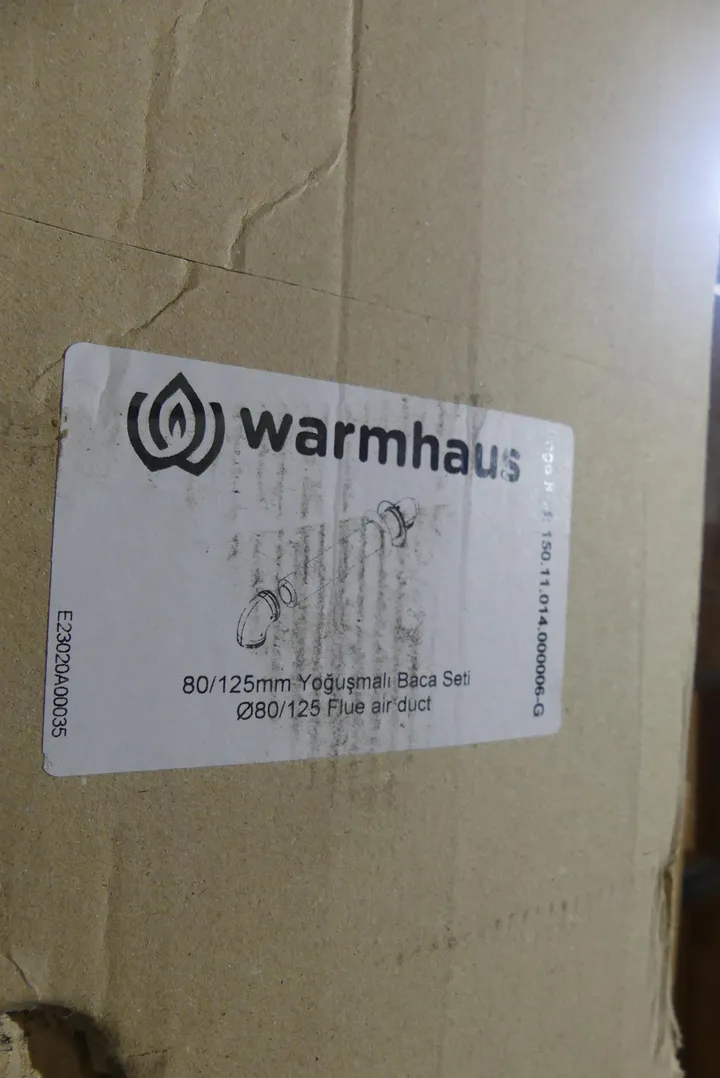 warmhaus
80/125mm Yoğuşmalı Baca Seti
Ø80/125 Flue air duct
E23020A00035
150.11.014.000006-G